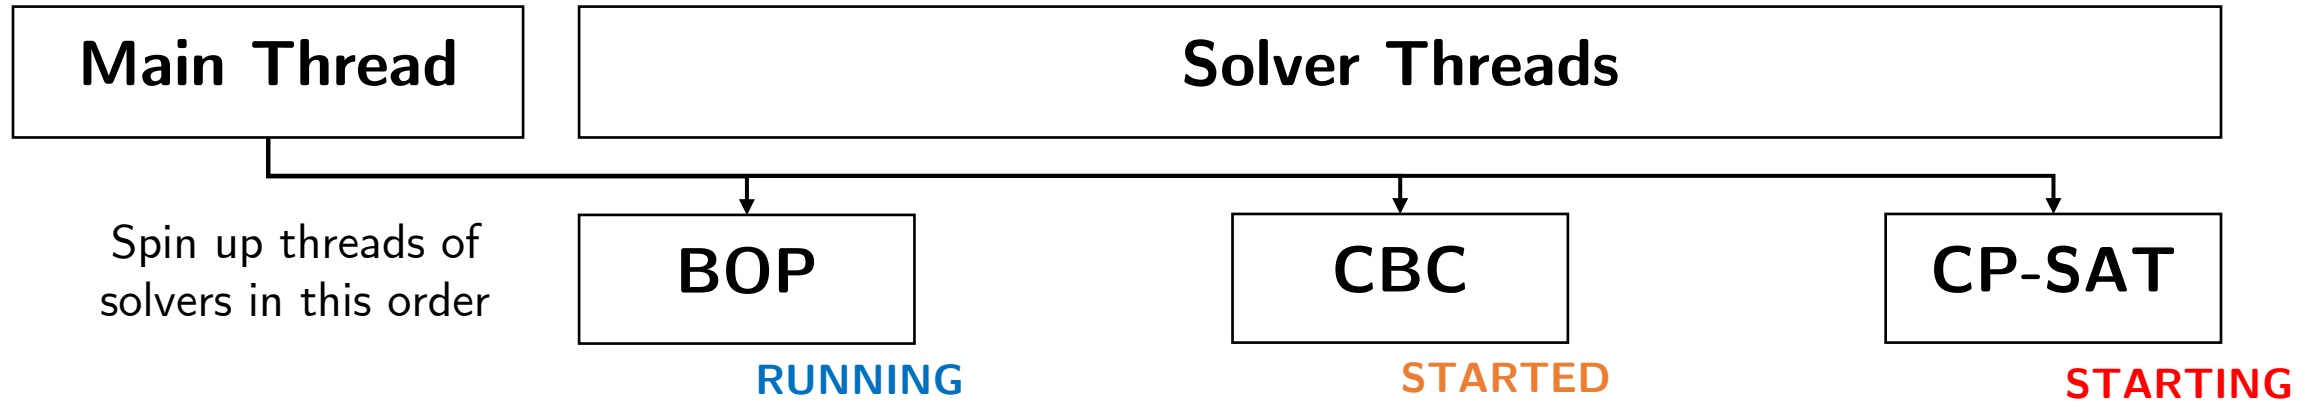 Main Thread
Solver Threads
Spin up threads of
solvers in this order
BOP
CBC
CP-SAT
RUNNING
STARTED
STARTING